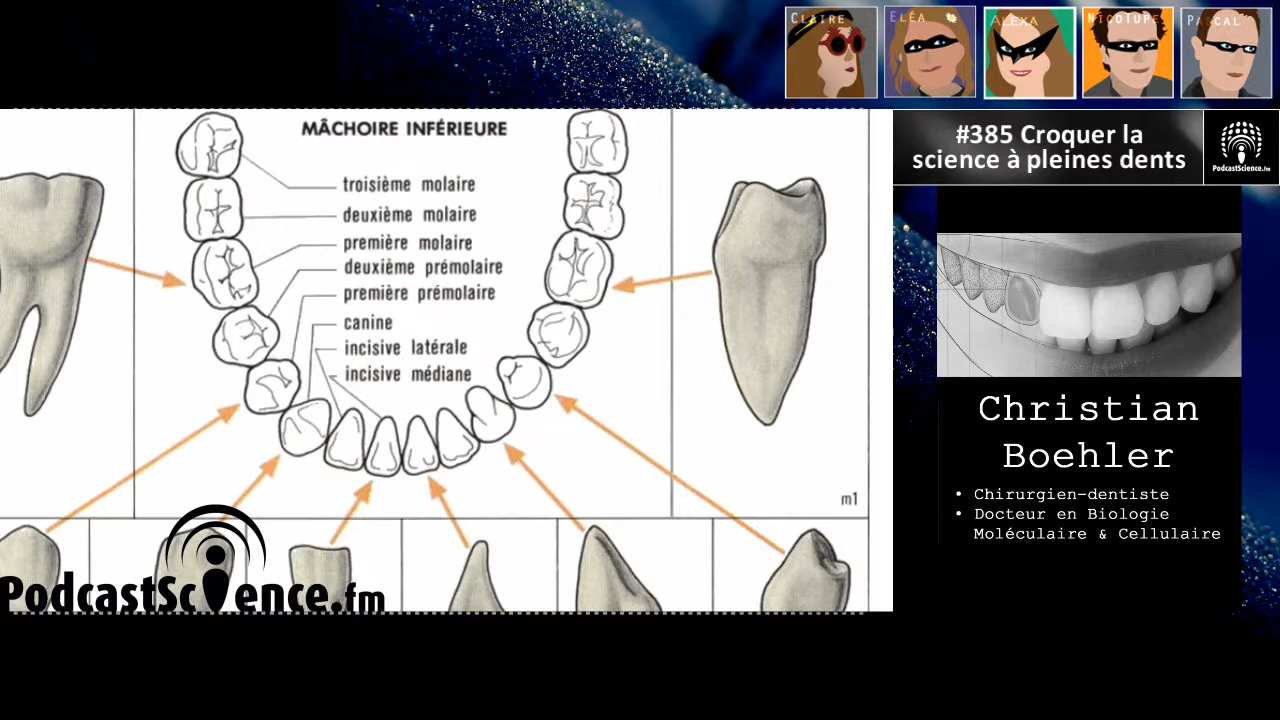 CLAIRE
ELÉA
ALEXA
NICOTUPE
PASCAL
#385 Croquer la
science à pleines dents
PodcastScience.fm
MÂCHOIRE INFÉRIEURE
troisième molaire
deuxième molaire
première molaire
deuxième prémolaire
première prémolaire
canine
incisive latérale
incisive médiane
m1
PodcastScience.fm
Christian
Boehler
• Chirurgien-dentiste
• Docteur en Biologie
Moléculaire & Cellulaire